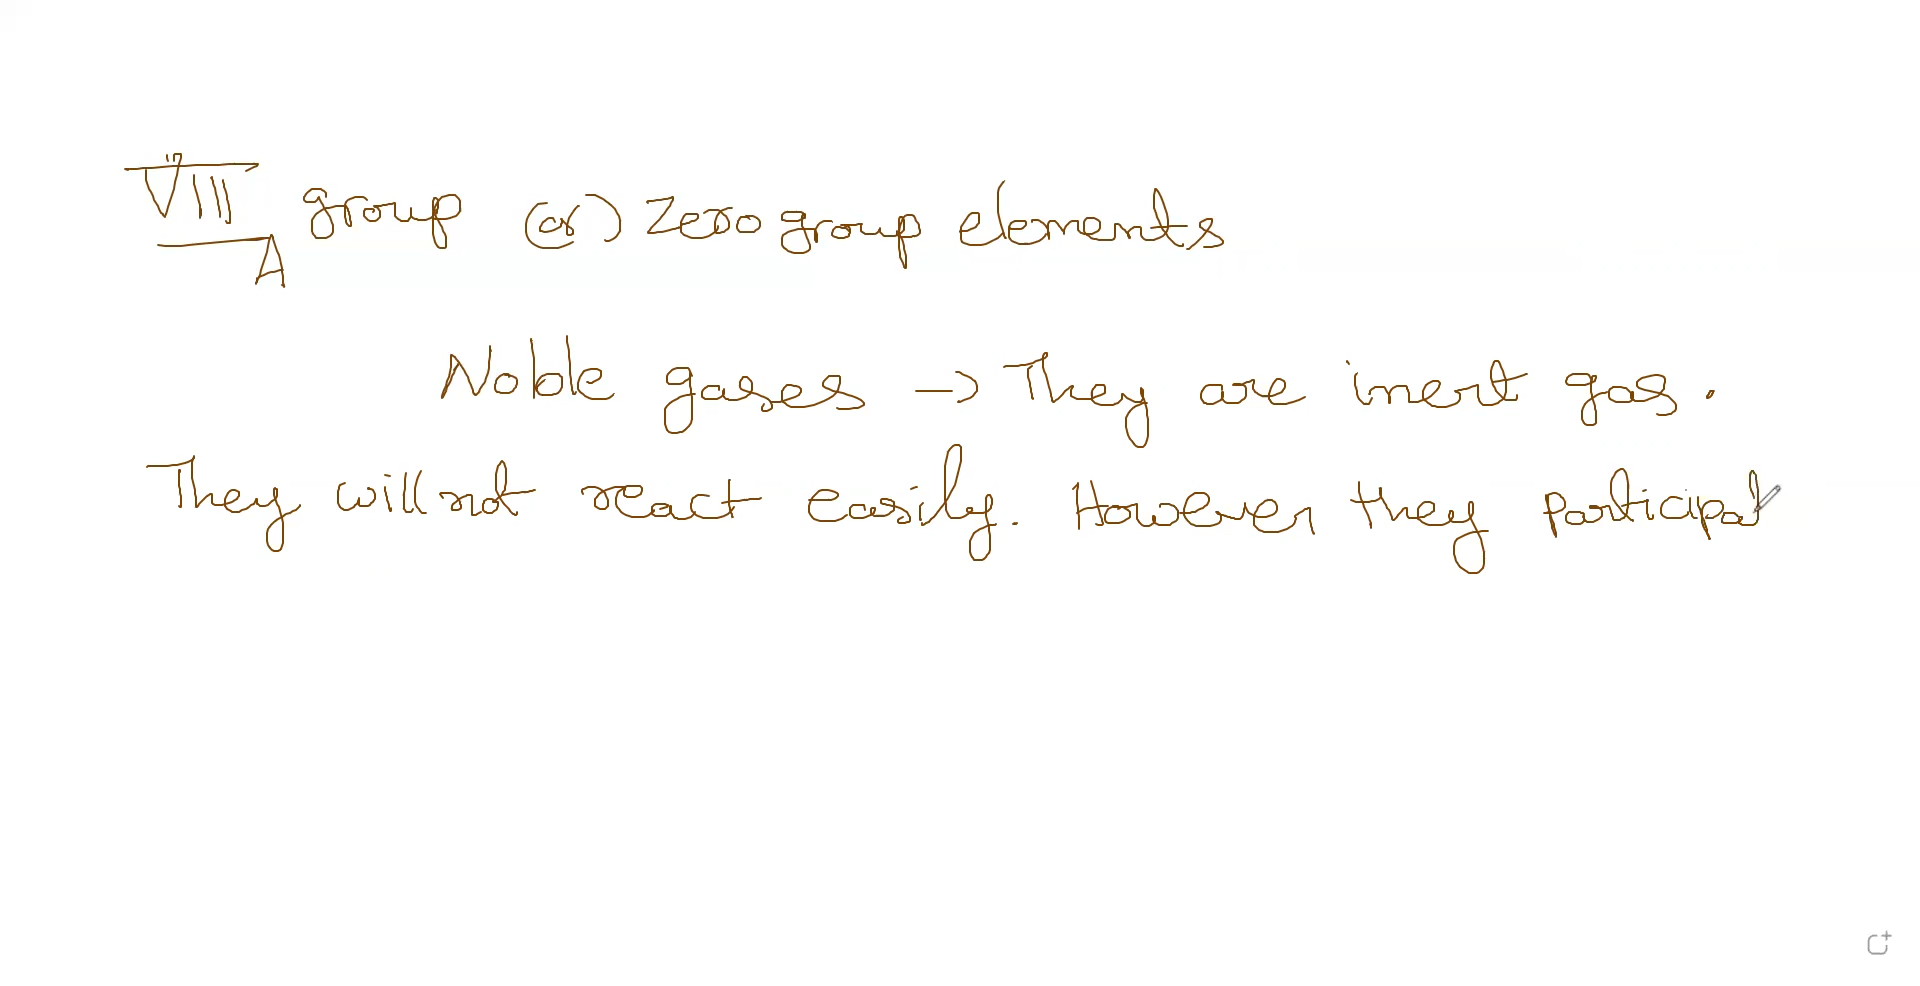 VIII A group (or) Zero group elements
Noble gases → They are inert gas.
They will not react easily. However they participat